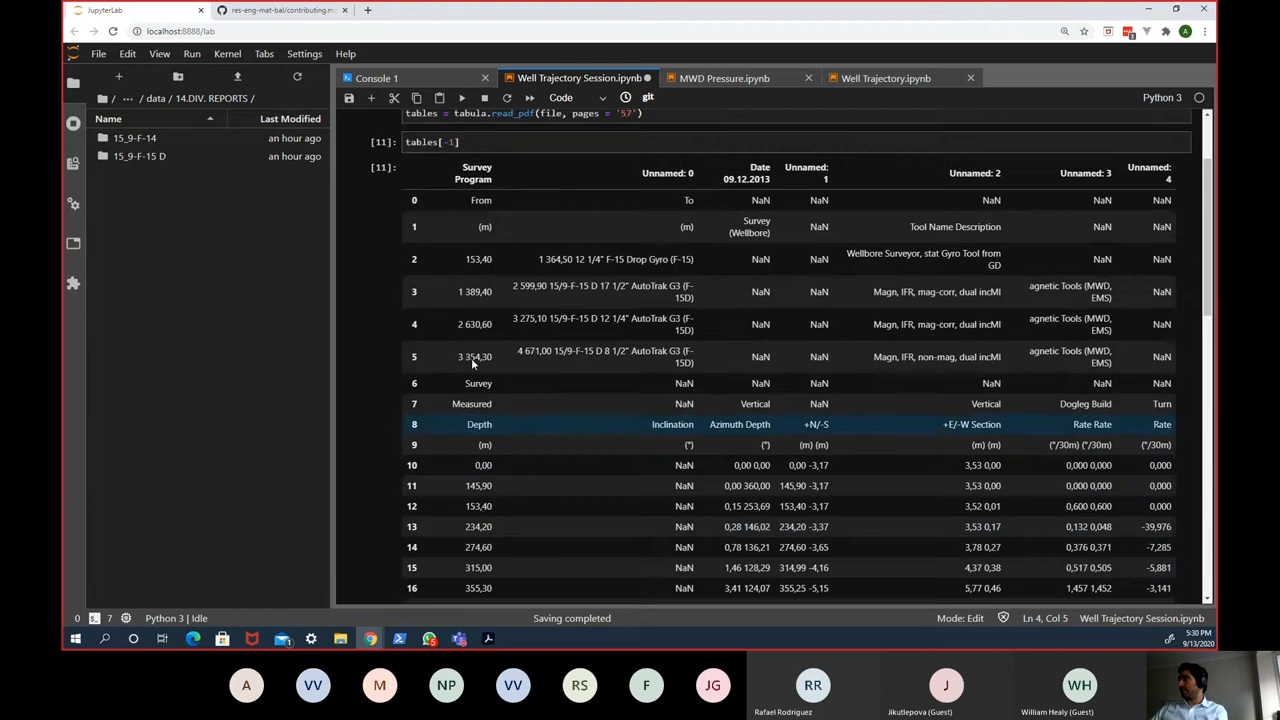 JupyterLab
res-eng-mat-bal/contributing.m
localhost:8888/lab
File Edit View Run Kernel Tabs Settings Help
Console 1
Well Trajectory Session.ipynb
MWD Pressure.ipynb
Well Trajectory.ipynb
Code
git
Python 3
/ ··· / data / 14.DIV. REPORTS /
Name Last Modified
15_9-F-14 an hour ago
15_9-F-15 D an hour ago
tables = tabula.read_pdf(file, pages = '57')
[11]: tables[-1]
[11]: Survey Program Unnamed: 0 Date 09.12.2013 Unnamed: 1 Unnamed: 2 Unnamed: 3 Unnamed: 4
0 From To NaN NaN NaN NaN NaN
1 (m) (m) Survey (Wellbore) NaN Tool Name Description NaN NaN
2 153,40 1 364,50 12 1/4" F-15 Drop Gyro (F-15) NaN NaN Wellbore Surveyor, stat Gyro Tool from GD NaN NaN
3 1 389,40 2 599,90 15/9-F-15 D 17 1/2" AutoTrak G3 (F-15D) NaN NaN Magn, IFR, mag-corr, dual incMI agnetic Tools (MWD, EMS) NaN
4 2 630,60 3 275,10 15/9-F-15 D 12 1/4" AutoTrak G3 (F-15D) NaN NaN Magn, IFR, mag-corr, dual incMI agnetic Tools (MWD, EMS) NaN
5 3 354,30 4 671,00 15/9-F-15 D 8 1/2" AutoTrak G3 (F-15D) NaN NaN Magn, IFR, non-mag, dual incMI agnetic Tools (MWD, EMS) NaN
6 Survey NaN NaN NaN NaN NaN NaN
7 Measured NaN Vertical NaN Vertical Dogleg Build Turn
8 Depth Inclination Azimuth Depth +N/-S +E/-W Section Rate Rate Rate
9 (m) (°) (°) (m) (m) (m) (m) (°/30m) (°/30m) (°/30m)
10 0,00 NaN 0,00 0,00 0,00 -3,17 3,53 0,00 0,000 0,000 0,000
11 145,90 NaN 0,00 360,00 145,90 -3,17 3,53 0,00 0,000 0,000 0,000
12 153,40 NaN 0,15 253,69 153,40 -3,17 3,52 0,01 0,600 0,600 0,000
13 234,20 NaN 0,28 146,02 234,20 -3,37 3,53 0,17 0,132 0,048 -39,976
14 274,60 NaN 0,78 136,21 274,60 -3,65 3,78 0,27 0,376 0,371 -7,285
15 315,00 NaN 1,46 128,29 314,99 -4,16 4,37 0,38 0,517 0,505 -5,881
16 355,30 NaN 3,41 124,07 355,25 -5,15 5,77 0,46 1,457 1,452 -3,141
0 7 Python 3 | Idle Saving completed Mode: Edit Ln 4, Col 5 Well Trajectory Session.ipynb
5:30 PM
9/13/2020
A VV M NP VV RS F JG RR J WH
Rafael Rodriguez Jikutlepova (Guest) William Healy (Guest)